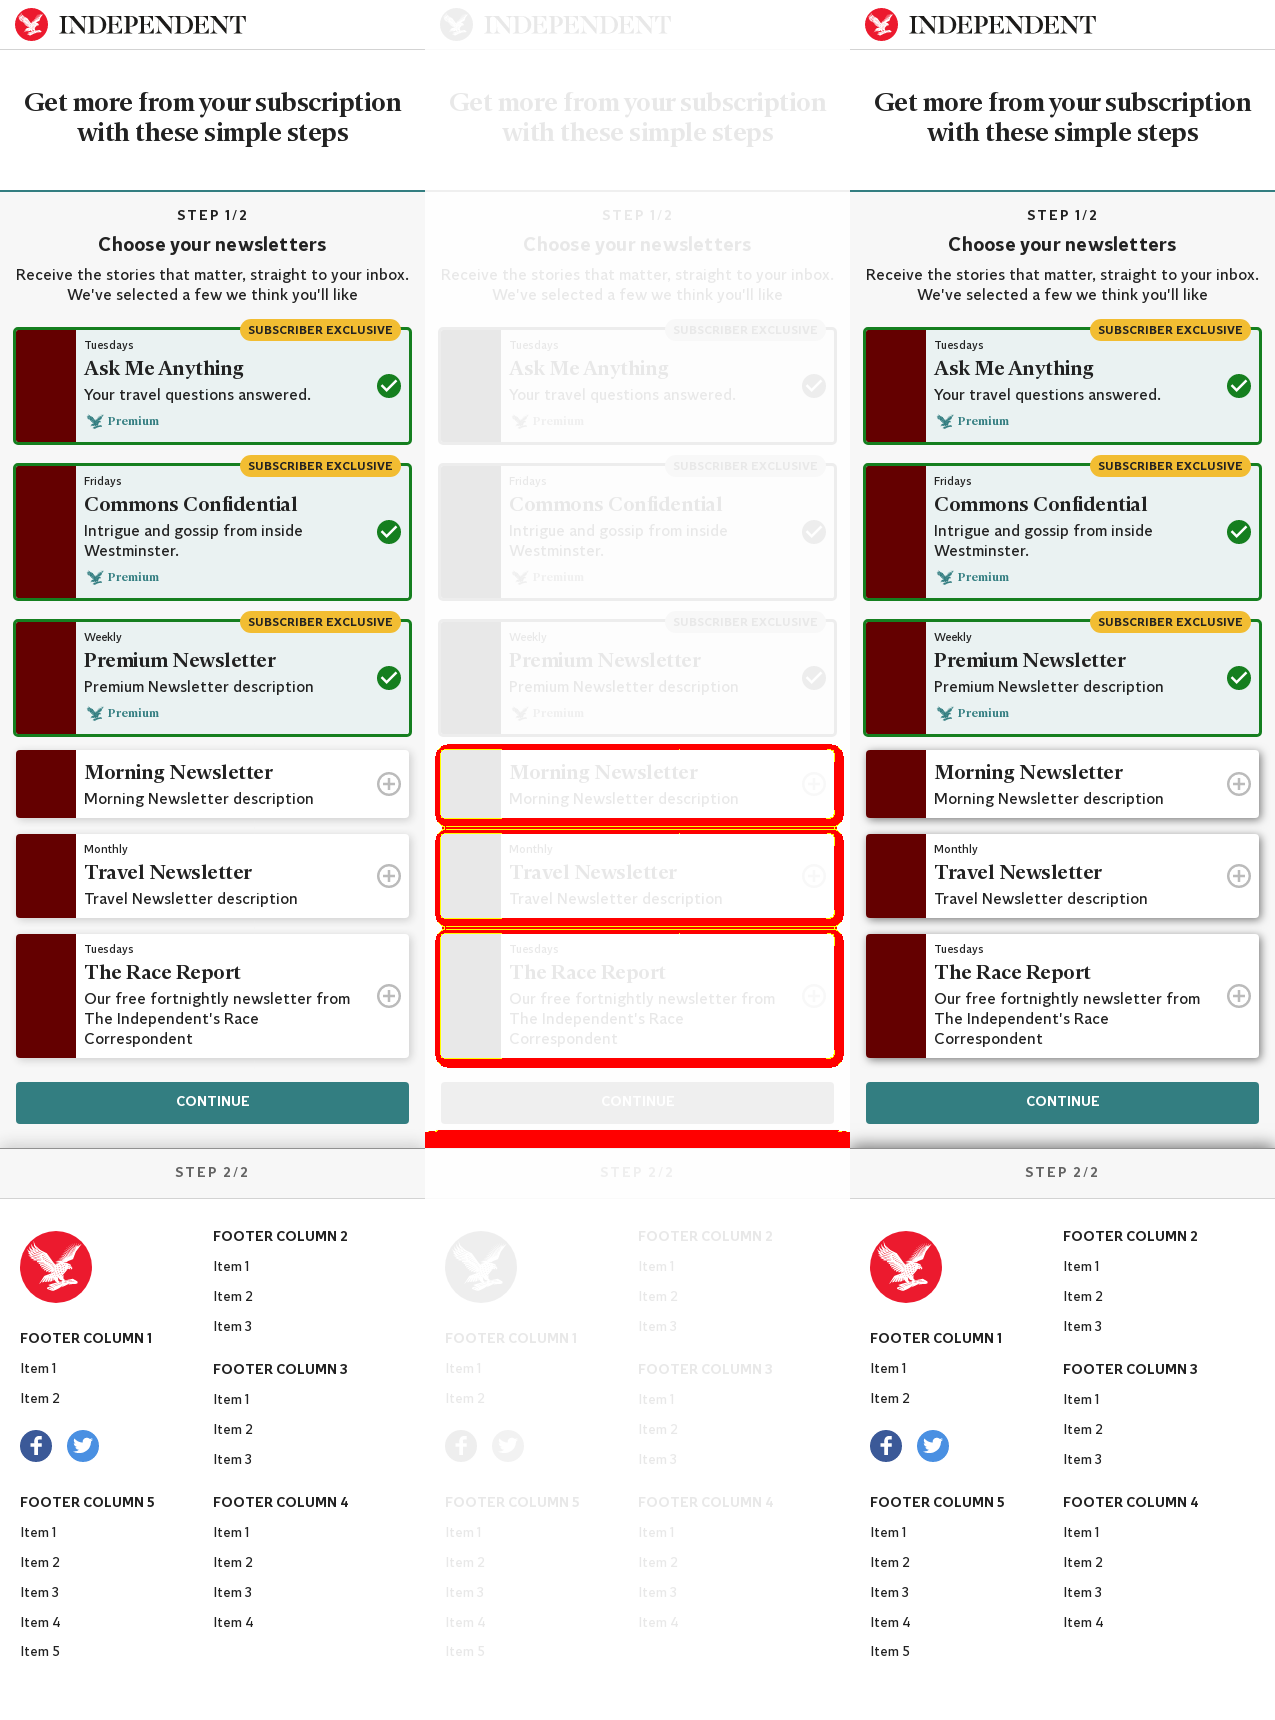 INDEPENDENT
Get more from your subscription
with these simple steps
STEP 1/2
Choose your newsletters
Receive the stories that matter, straight to your inbox.
We've selected a few we think you'll like
SUBSCRIBER EXCLUSIVE
Tuesdays
Ask Me Anything
Your travel questions answered.
Premium
SUBSCRIBER EXCLUSIVE
Fridays
Commons Confidential
Intrigue and gossip from inside
Westminster.
Premium
SUBSCRIBER EXCLUSIVE
Weekly
Premium Newsletter
Premium Newsletter description
Premium
Morning Newsletter
Morning Newsletter description
Monthly
Travel Newsletter
Travel Newsletter description
Tuesdays
The Race Report
Our free fortnightly newsletter from
The Independent's Race
Correspondent
CONTINUE
STEP 2/2
FOOTER COLUMN 1
Item 1
Item 2
FOOTER COLUMN 5
Item 1
Item 2
Item 3
Item 4
Item 5
FOOTER COLUMN 2
Item 1
Item 2
Item 3
FOOTER COLUMN 3
Item 1
Item 2
Item 3
FOOTER COLUMN 4
Item 1
Item 2
Item 3
Item 4
INDEPENDENT
Get more from your subscription
with these simple steps
STEP 1/2
Choose your newsletters
Receive the stories that matter, straight to your inbox.
We've selected a few we think you'll like
SUBSCRIBER EXCLUSIVE
Tuesdays
Ask Me Anything
Your travel questions answered.
Premium
SUBSCRIBER EXCLUSIVE
Fridays
Commons Confidential
Intrigue and gossip from inside
Westminster.
Premium
SUBSCRIBER EXCLUSIVE
Weekly
Premium Newsletter
Premium Newsletter description
Premium
Morning Newsletter
Morning Newsletter description
Monthly
Travel Newsletter
Travel Newsletter description
Tuesdays
The Race Report
Our free fortnightly newsletter from
The Independent's Race
Correspondent
CONTINUE
STEP 2/2
FOOTER COLUMN 1
Item 1
Item 2
FOOTER COLUMN 5
Item 1
Item 2
Item 3
Item 4
Item 5
FOOTER COLUMN 2
Item 1
Item 2
Item 3
FOOTER COLUMN 3
Item 1
Item 2
Item 3
FOOTER COLUMN 4
Item 1
Item 2
Item 3
Item 4
INDEPENDENT
Get more from your subscription
with these simple steps
STEP 1/2
Choose your newsletters
Receive the stories that matter, straight to your inbox.
We've selected a few we think you'll like
SUBSCRIBER EXCLUSIVE
Tuesdays
Ask Me Anything
Your travel questions answered.
Premium
SUBSCRIBER EXCLUSIVE
Fridays
Commons Confidential
Intrigue and gossip from inside
Westminster.
Premium
SUBSCRIBER EXCLUSIVE
Weekly
Premium Newsletter
Premium Newsletter description
Premium
Morning Newsletter
Morning Newsletter description
Monthly
Travel Newsletter
Travel Newsletter description
Tuesdays
The Race Report
Our free fortnightly newsletter from
The Independent's Race
Correspondent
CONTINUE
STEP 2/2
FOOTER COLUMN 1
Item 1
Item 2
FOOTER COLUMN 5
Item 1
Item 2
Item 3
Item 4
Item 5
FOOTER COLUMN 2
Item 1
Item 2
Item 3
FOOTER COLUMN 3
Item 1
Item 2
Item 3
FOOTER COLUMN 4
Item 1
Item 2
Item 3
Item 4